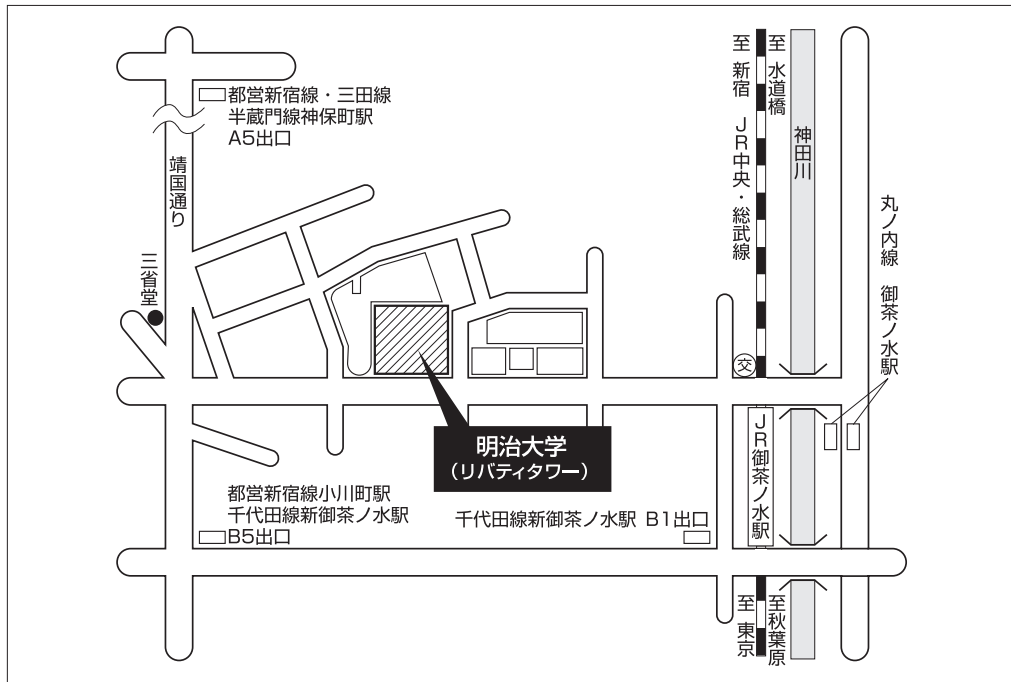 都営新宿線・三田線
半蔵門線神保町駅
A5出口
靖国通り
三省堂
至 新宿
至 水道橋
JR中央・総武線
神田川
丸ノ内線 御茶ノ水駅
交
明治大学
(リバティタワー)
JR御茶ノ水駅
都営新宿線小川町駅
千代田線新御茶ノ水駅
B5出口
千代田線新御茶ノ水駅 B1出口
至 東京
至秋葉原